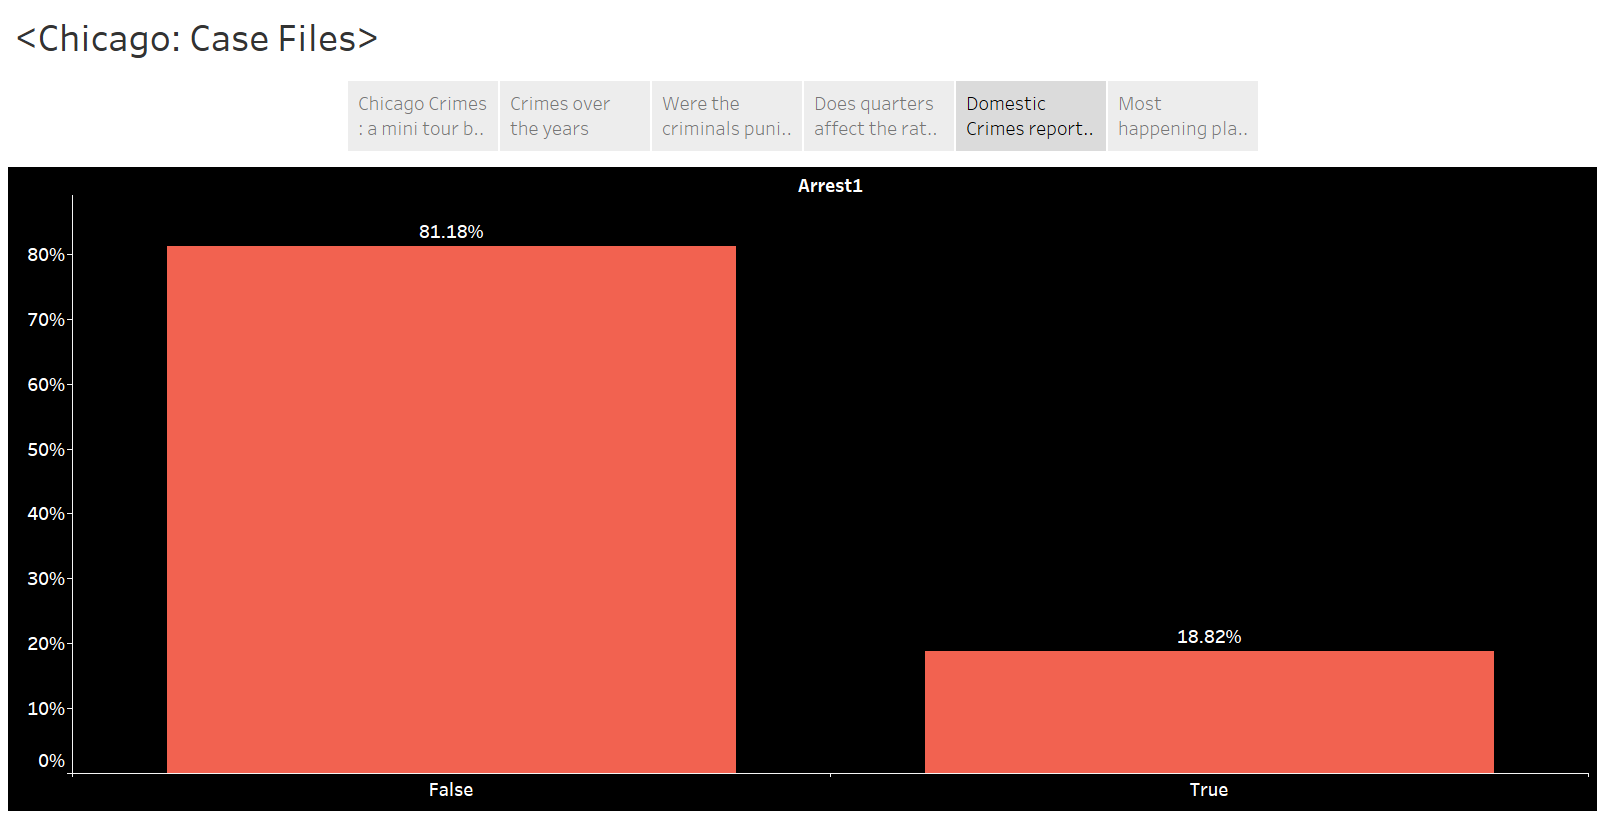 <Chicago: Case Files>
Chicago Crimes
: a mini tour b..
Crimes over
the years
Were the
criminals puni..
Does quarters
affect the rat..
Domestic
Crimes report..
Most
happening pla..
Arrest1
81.18%
80%
70%
60%
50%
40%
30%
18.82%
20%
10%
0%
False
True